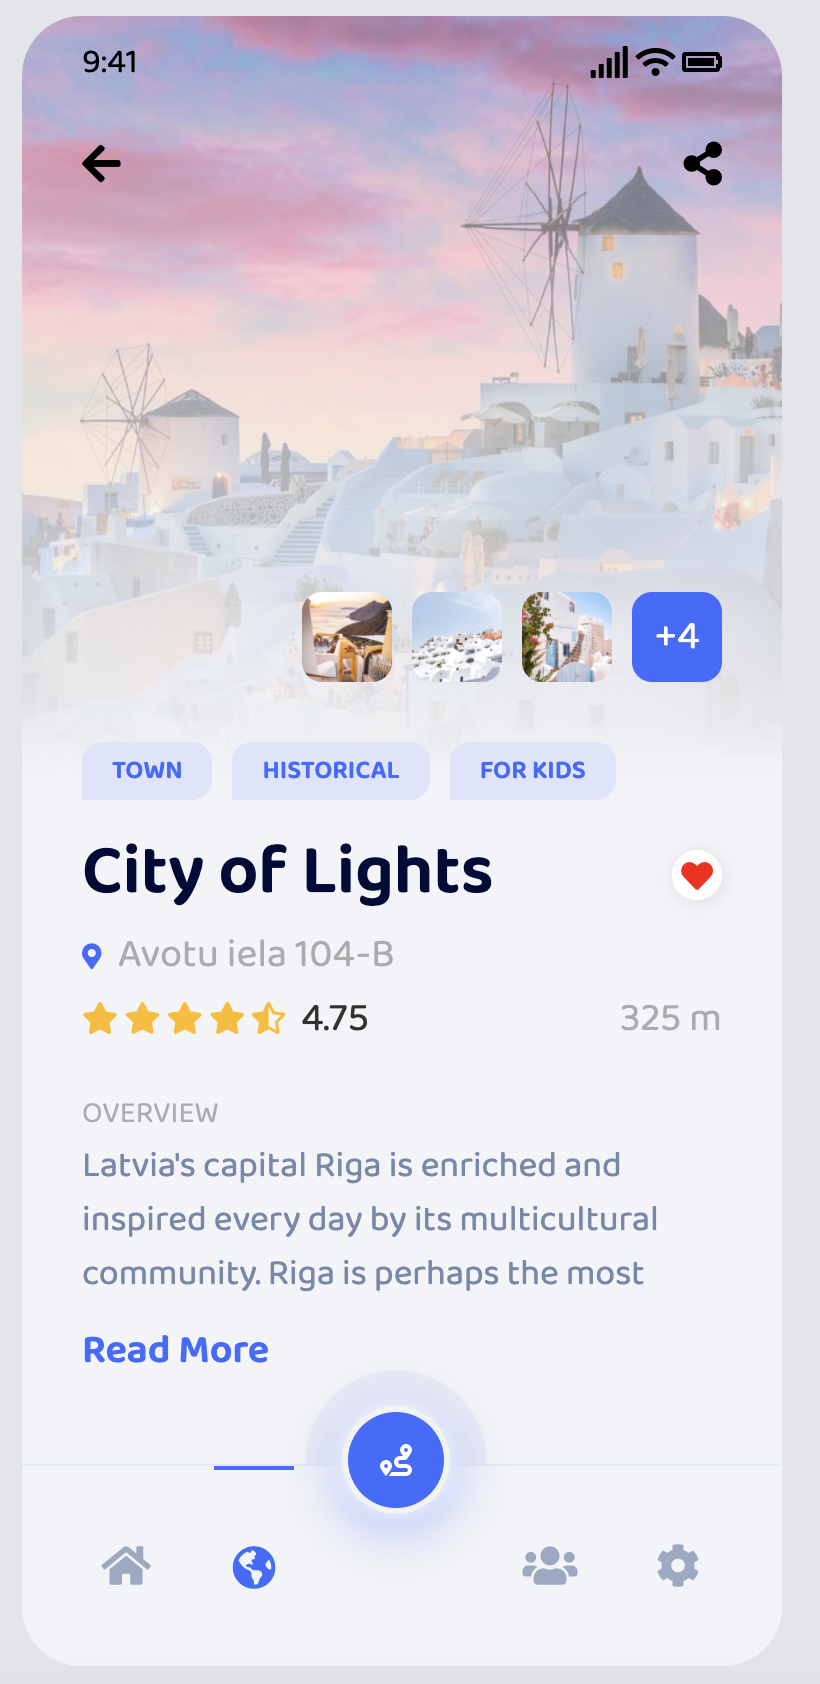 9:41
+4
TOWN HISTORICAL FOR KIDS
City of Lights
Avotu iela 104-B
4.75 325 m
OVERVIEW
Latvia's capital Riga is enriched and
inspired every day by its multicultural
community. Riga is perhaps the most
Read More